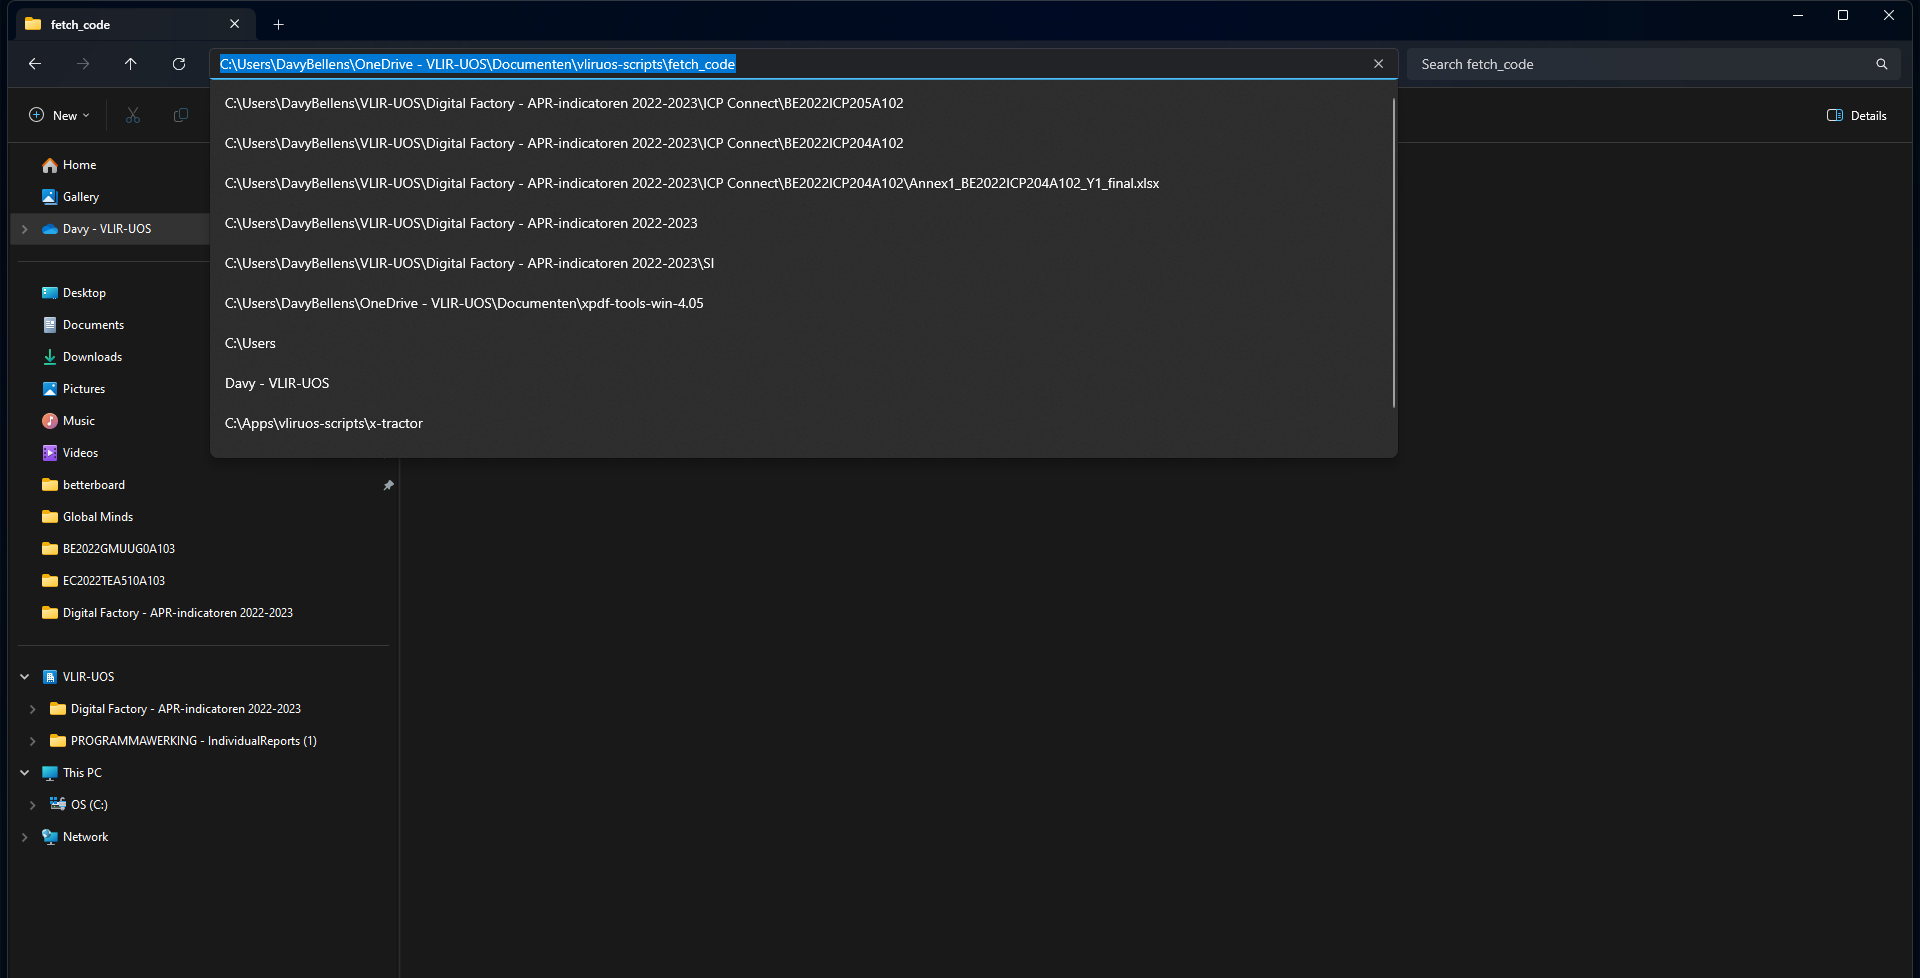 fetch_code
C:\Users\DavyBellens\OneDrive - VLIR-UOS\Documenten\vliruos-scripts\fetch_code
Search fetch_code
New
Details
C:\Users\DavyBellens\VLIR-UOS\Digital Factory - APR-indicatoren 2022-2023\ICP Connect\BE2022ICP205A102
C:\Users\DavyBellens\VLIR-UOS\Digital Factory - APR-indicatoren 2022-2023\ICP Connect\BE2022ICP204A102
C:\Users\DavyBellens\VLIR-UOS\Digital Factory - APR-indicatoren 2022-2023\ICP Connect\BE2022ICP204A102\Annex1_BE2022ICP204A102_Y1_final.xlsx
C:\Users\DavyBellens\VLIR-UOS\Digital Factory - APR-indicatoren 2022-2023
C:\Users\DavyBellens\VLIR-UOS\Digital Factory - APR-indicatoren 2022-2023\SI
C:\Users\DavyBellens\OneDrive - VLIR-UOS\Documenten\xpdf-tools-win-4.05
C:\Users
Davy - VLIR-UOS
C:\Apps\vliruos-scripts\x-tractor
Home
Gallery
Davy - VLIR-UOS
Desktop
Documents
Downloads
Pictures
Music
Videos
betterboard
Global Minds
BE2022GMUUG0A103
EC2022TEA510A103
Digital Factory - APR-indicatoren 2022-2023
VLIR-UOS
Digital Factory - APR-indicatoren 2022-2023
PROGRAMMAWERKING - IndividualReports (1)
This PC
OS (C:)
Network